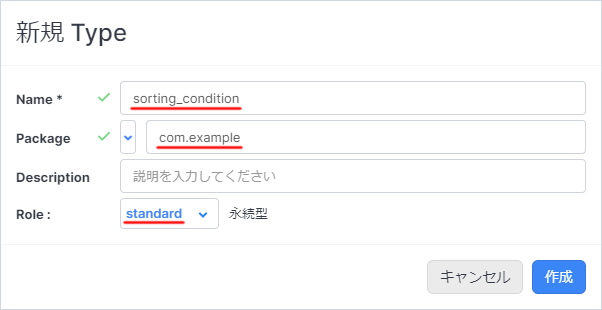 新規 Type
Name * sorting_condition
Package com.example
Description 説明を入力してください
Role : standard 永続型
キャンセル 作成